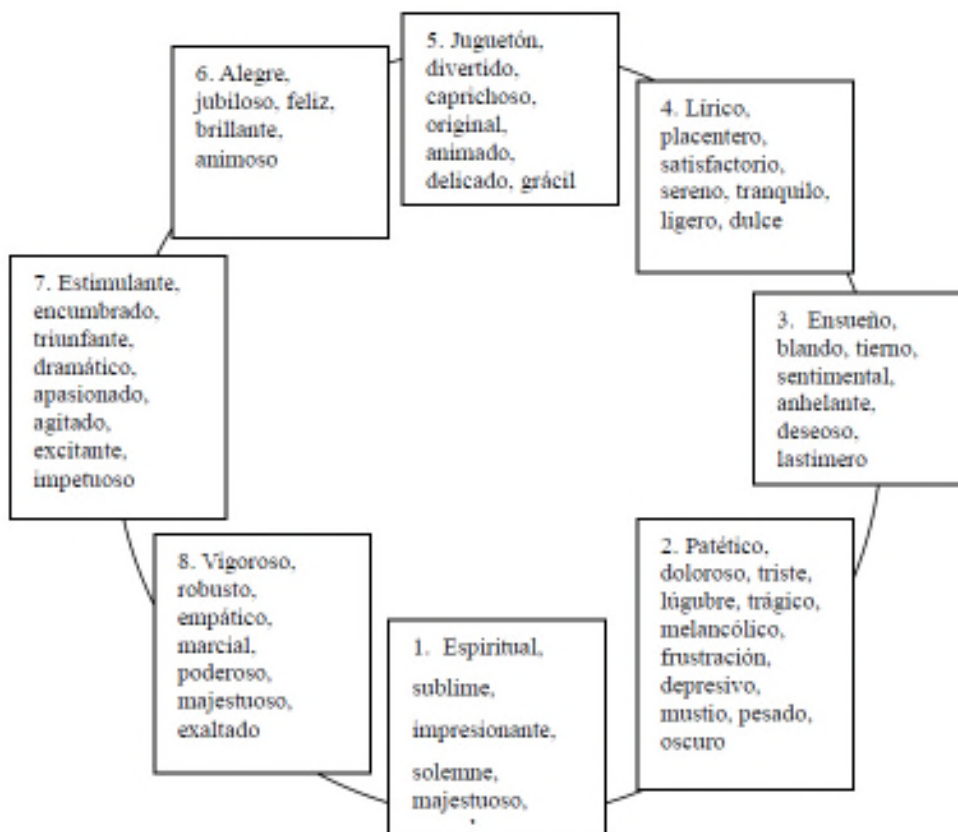 5. Juguetón,
divertido,
caprichoso,
original,
animado,
delicado, grácil
6. Alegre,
jubiloso, feliz,
brillante,
animoso
4. Lírico,
placentero,
satisfactorio,
sereno, tranquilo,
ligero, dulce
7. Estimulante,
encumbrado,
triunfante,
dramático,
apasionado,
agitado,
excitante,
impetuoso
3. Ensueño,
blando, tierno,
sentimental,
anhelante,
deseoso,
lastimero
8. Vigoroso,
robusto,
empático,
marcial,
poderoso,
majestuoso,
exaltado
2. Patético,
doloroso, triste,
lúgubre, trágico,
melancólico,
frustración,
depresivo,
mustio, pesado,
oscuro
1. Espiritual,
sublime,
impresionante,
solemne,
majestuoso,